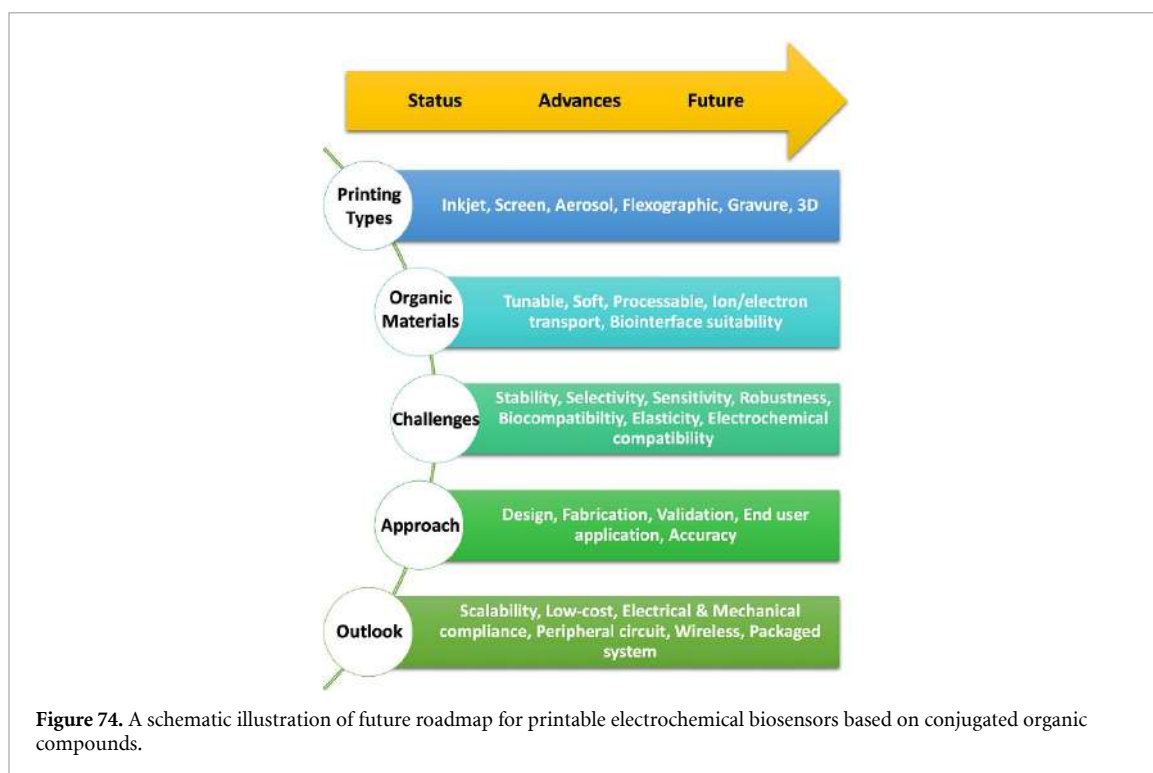 Status Advances Future
Printing
Types
Inkjet, Screen, Aerosol, Flexographic, Gravure, 3D
Organic
Materials
Tunable, Soft, Processable, Ion/electron
transport, Biointerface suitability
Challenges
Stability, Selectivity, Sensitivity, Robustness,
Biocompatibiltiy, Elasticity, Electrochemical
compatibility
Approach
Design, Fabrication, Validation, End user
application, Accuracy
Outlook
Scalability, Low-cost, Electrical & Mechanical
compliance, Peripheral circuit, Wireless, Packaged
system
Figure 74. A schematic illustration of future roadmap for printable electrochemical biosensors based on conjugated organic
compounds.